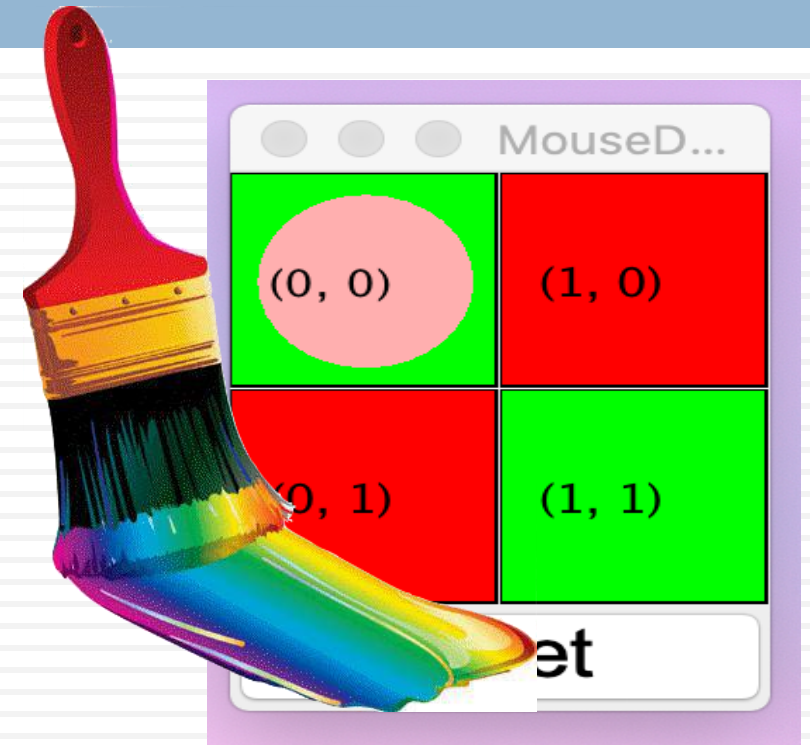 MouseD...
(0, 0) (1, 0)
0, 1) (1, 1)
et